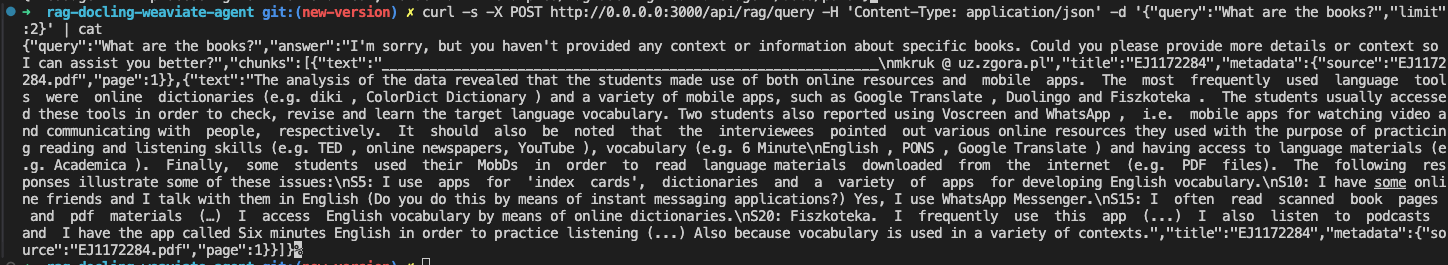 ➜  rag-docling-weaviate-agent git:(new-version) ✗ curl -s -X POST http://0.0.0.0:3000/api/rag/query -H 'Content-Type: application/json' -d '{"query":"What are the books?","limit"
:2}' | cat
{"query":"What are the books?","answer":"I'm sorry, but you haven't provided any context or information about specific books. Could you please provide more details or context so
I can assist you better?","chunks":[{"text":"______________________________________________________________\nmkruk @ uz.zgora.pl","title":"EJ1172284","metadata":{"source":"EJ1172
284.pdf","page":1}},{"text":"The analysis of the data revealed that the students made use of both online resources and  mobile  apps.  The  most  frequently  used  language  tool
s  were  online  dictionaries (e.g. diki , ColorDict Dictionary ) and a variety of mobile apps, such as Google Translate , Duolingo and Fiszkoteka .  The students usually accesse
d these tools in order to check, revise and learn the target language vocabulary. Two students also reported using Voscreen and WhatsApp ,  i.e.  mobile apps for watching video a
nd communicating with  people,  respectively.  It  should  also  be  noted  that  the  interviewees  pointed  out various online resources they used with the purpose of practicin
g reading and listening skills (e.g. TED , online newspapers, YouTube ), vocabulary (e.g. 6 Minute\nEnglish , PONS , Google Translate ) and having access to language materials (e
.g. Academica ).  Finally,  some  students  used  their  MobDs  in  order  to  read  language materials  downloaded  from  the  internet  (e.g.  PDF  files).  The  following  res
ponses illustrate some of these issues:\nS5: I use  apps  for  'index  cards',  dictionaries  and  a  variety  of  apps  for developing English vocabulary.\nS10: I have some onli
ne friends and I talk with them in English (Do you do this by means of instant messaging applications?) Yes, I use WhatsApp Messenger.\nS15:  I  often  read  scanned  book  pages
 and  pdf  materials  (…)  I  access  English vocabulary by means of online dictionaries.\nS20:  Fiszkoteka.  I  frequently  use  this  app  (...)  I  also  listen  to  podcasts
and  I have the app called Six minutes English in order to practice listening (...) Also because vocabulary is used in a variety of contexts.","title":"EJ1172284","metadata":{"so
urce":"EJ1172284.pdf","page":1}}]}%
➜  rag-docling-weaviate-agent git:(new-version) ✗